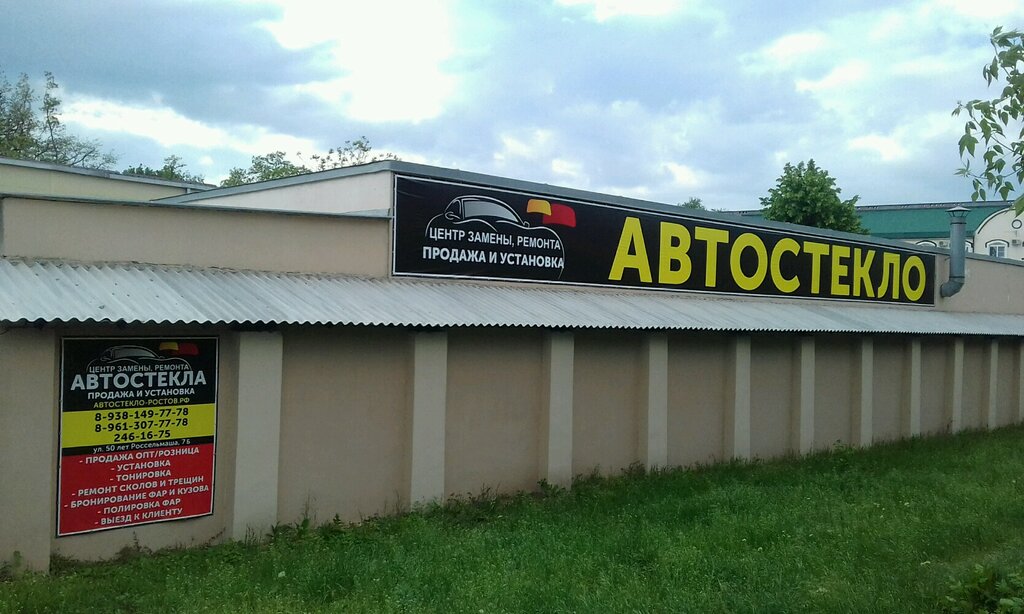 ЦЕНТР ЗАМЕНЫ, РЕМОНТА
ПРОДАЖА И УСТАНОВКА
АВТОСТЕКЛО
ЦЕНТР ЗАМЕНЫ, РЕМОНТА
АВТОСТЕКЛА
ПРОДАЖА И УСТАНОВКА
АВТОСТЕКЛО-РОСТОВ.РФ
8-938-149-77-78
8-961-307-77-78
246-16-75
ул. 50 лет Россельмаша, 7Б
- ПРОДАЖА ОПТ/РОЗНИЦА
- УСТАНОВКА
- ТОНИРОВКА
- РЕМОНТ СКОЛОВ И ТРЕЩИН
- БРОНИРОВАНИЕ ФАР И КУЗОВА
- ПОЛИРОВКА ФАР
- ВЫЕЗД К КЛИЕНТУ